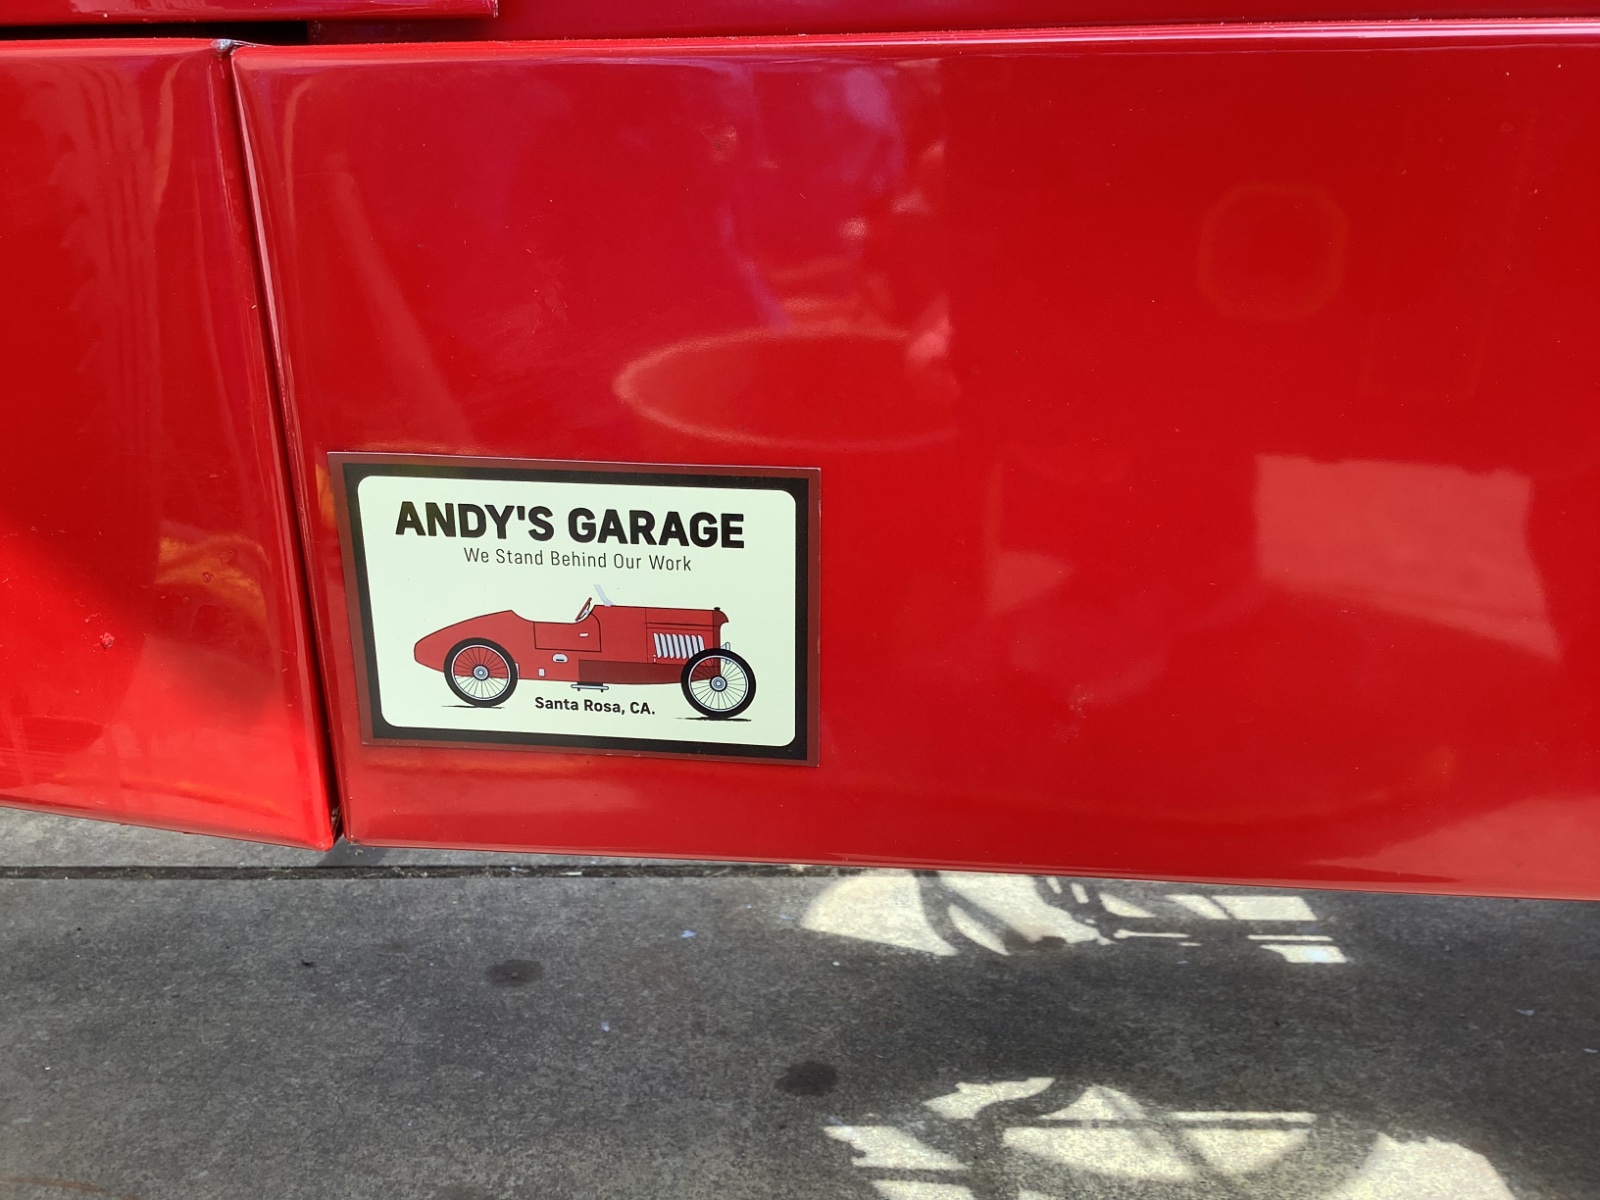 ANDY'S GARAGE
We Stand Behind Our Work
Santa Rosa, CA.